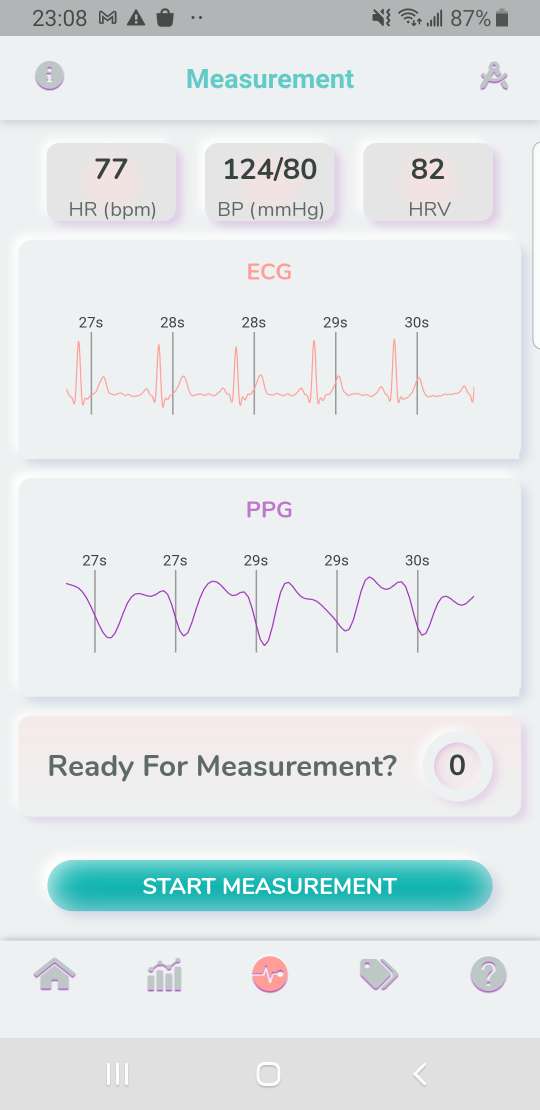 23:08 87%
Measurement
77 124/80 82
HR (bpm) BP (mmHg) HRV
ECG
27s 28s 28s 29s 30s
PPG
27s 27s 29s 29s 30s
Ready For Measurement? 0
START MEASUREMENT